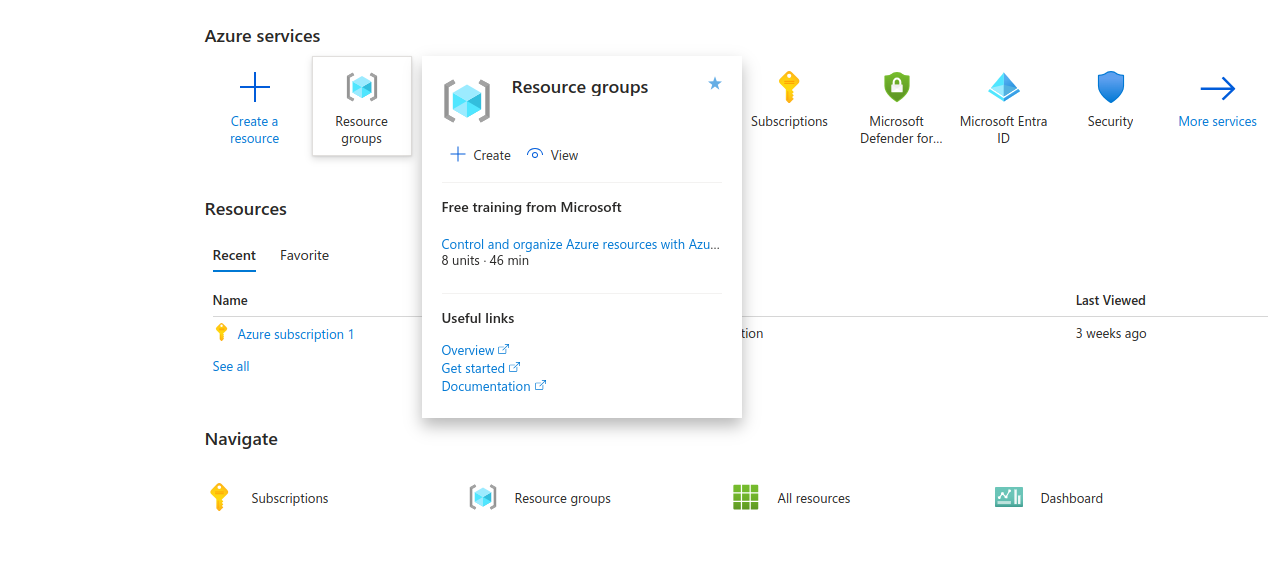 Azure services
Create a
resource
Resource
groups
Resource groups
Create
View
Free training from Microsoft
Control and organize Azure resources with Azu...
8 units · 46 min
Useful links
Overview
Get started
Documentation
Subscriptions
Microsoft
Defender for...
Microsoft Entra
ID
Security
More services
Resources
Recent
Favorite
Name
Last Viewed
Azure subscription 1
3 weeks ago
See all
Navigate
Subscriptions
Resource groups
All resources
Dashboard